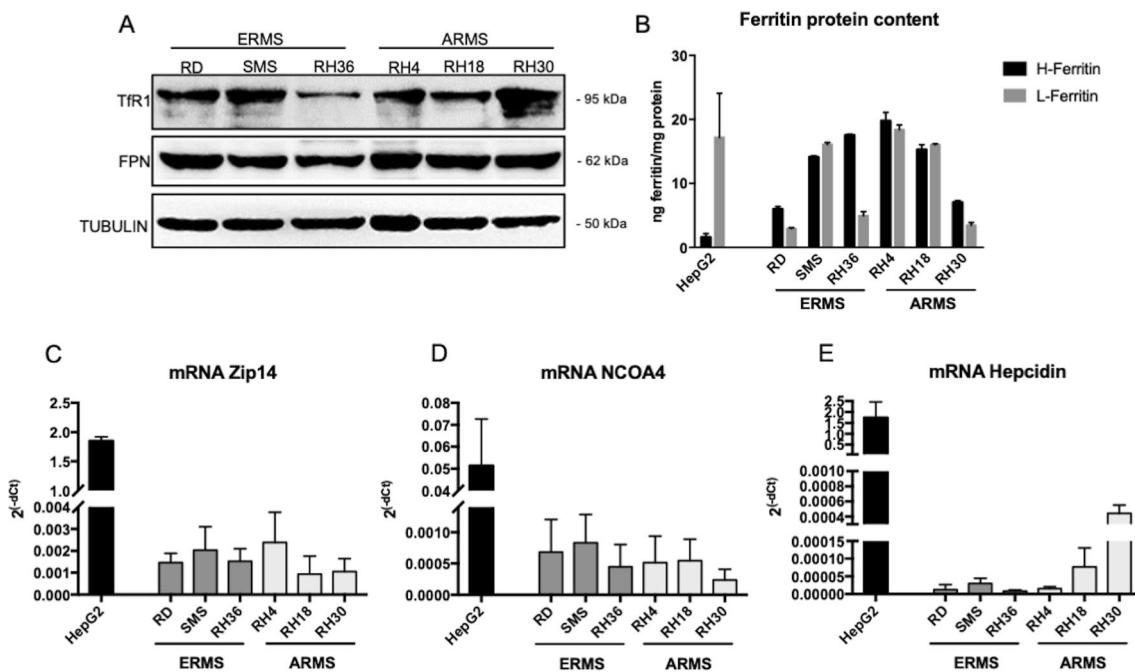 A
ERMS ARMS
RD SMS RH36 RH4 RH18 RH30
TfR1 - 95 kDa
FPN - 62 kDa
TUBULIN - 50 kDa
B
Ferritin protein content
H-Ferritin
L-Ferritin
ng ferritin/mg protein
30
20
10
0
HepG2 RD SMS RH36 RH4 RH18 RH30
ERMS ARMS
C
mRNA Zip14
2^(-dCt)
2.5
2.0
1.5
1.0
0.004
0.003
0.002
0.001
0.000
HepG2 RD SMS RH36 RH4 RH18 RH30
ERMS ARMS
D
mRNA NCOA4
2^(-dCt)
0.08
0.07
0.06
0.05
0.04
0.0010
0.0005
0.0000
HepG2 RD SMS RH36 RH4 RH18 RH30
ERMS ARMS
E
mRNA Hepcidin
2^(-dCt)
2.5
2.0
1.5
1.0
0.5
0.0010
0.0008
0.0006
0.0004
0.00015
0.00010
0.00005
0.00000
HepG2 RD SMS RH36 RH4 RH18 RH30
ERMS ARMS